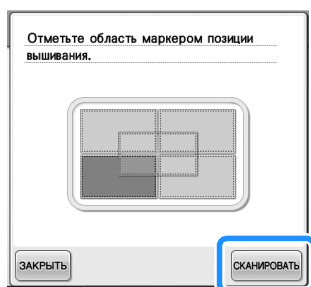 Отметьте область маркером позиции
вышивания.
ЗАКРЫТЬ
СКАНИРОВАТЬ